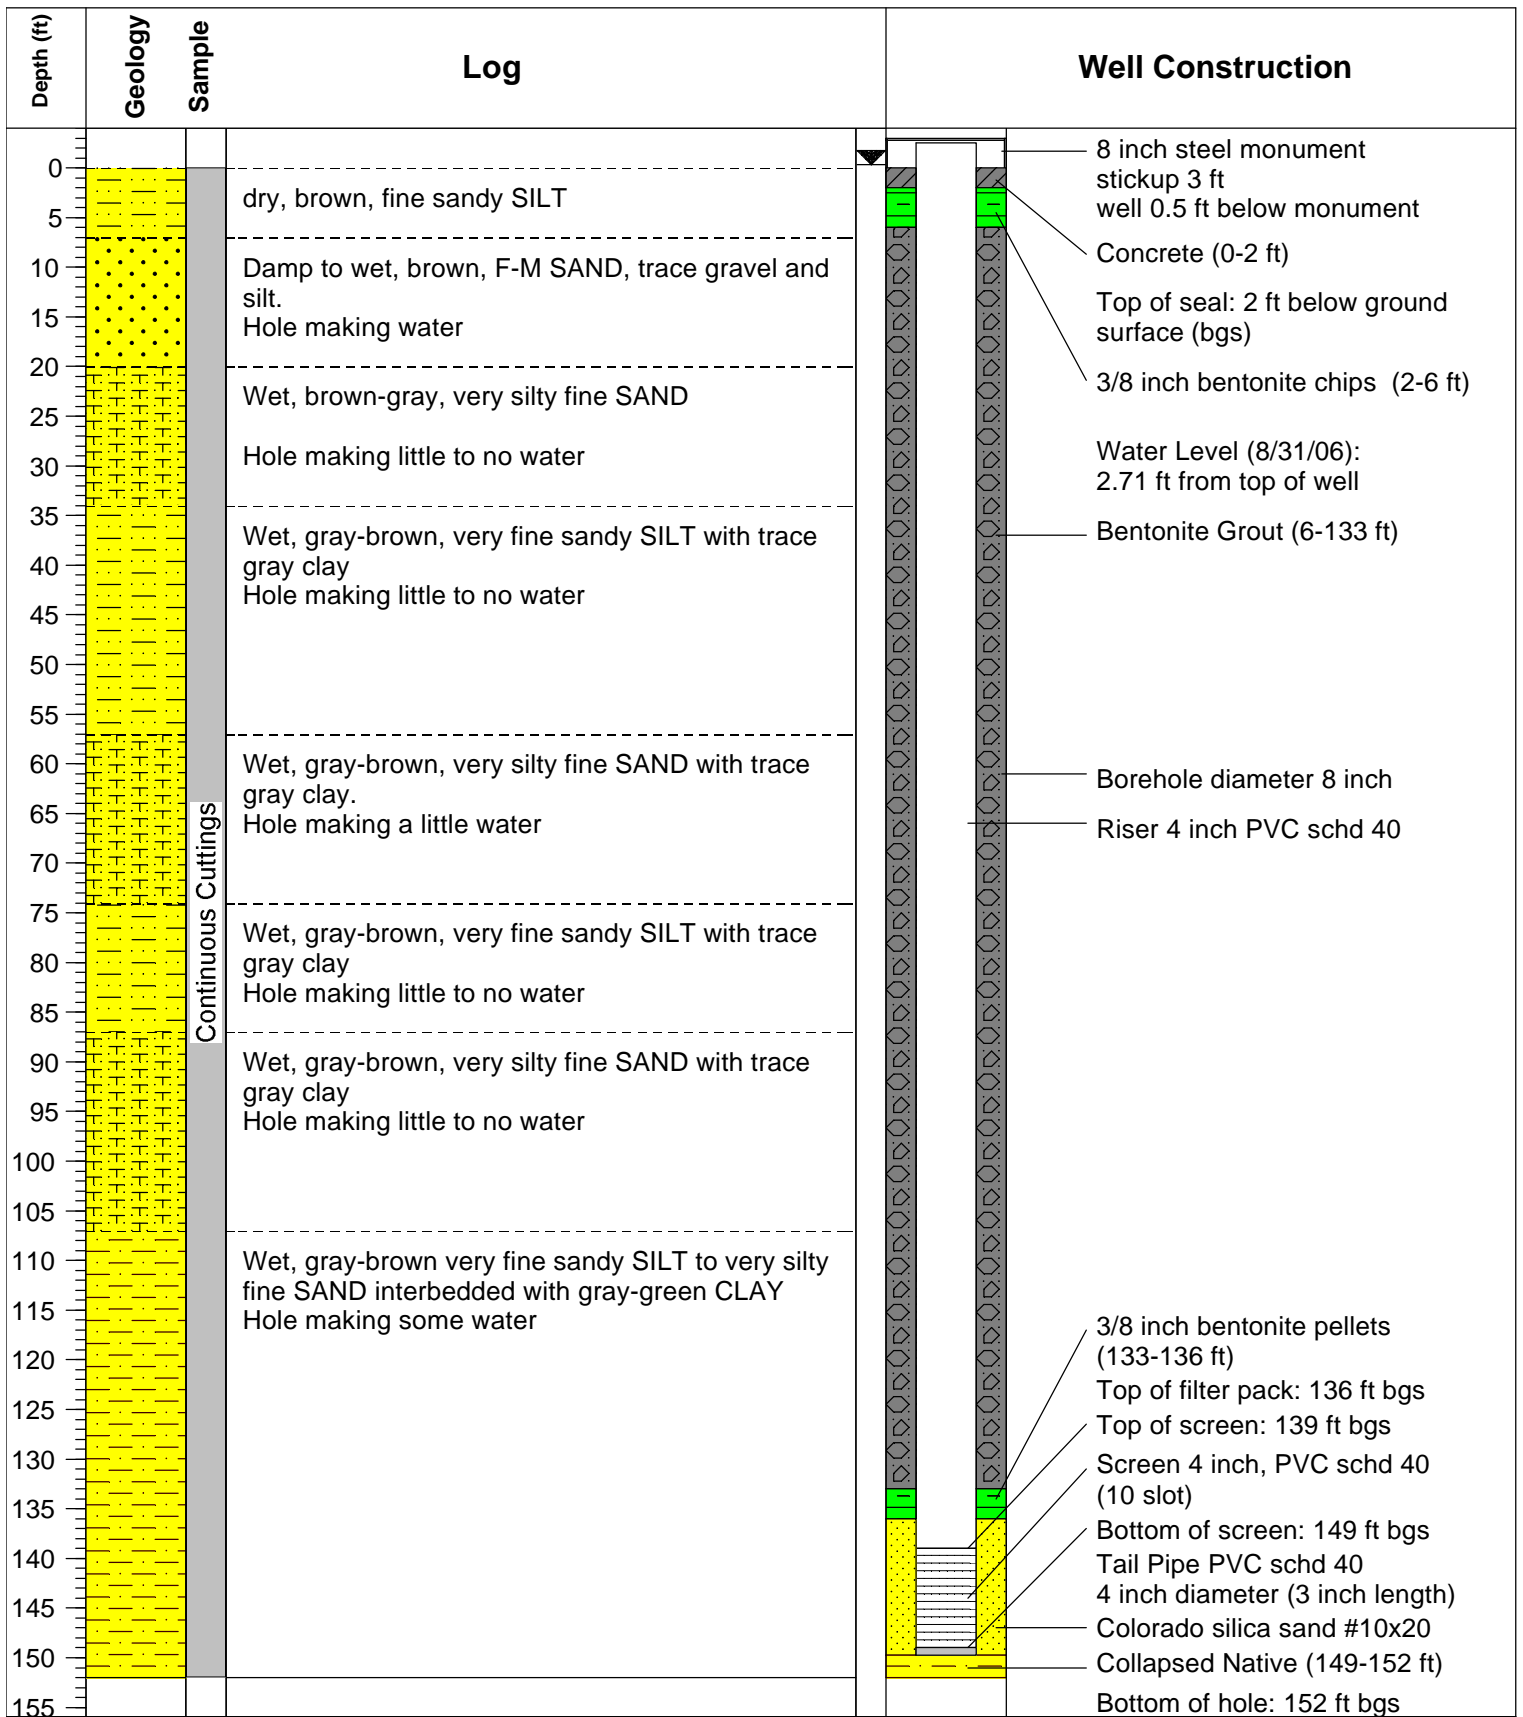 Depth (ft)
Geology
Sample
Log
Well Construction
0
5
10
15
20
25
30
35
40
45
50
55
60
65
70
75
80
85
90
95
100
105
110
115
120
125
130
135
140
145
150
155
Continuous Cuttings
dry, brown, fine sandy SILT
Damp to wet, brown, F-M SAND, trace gravel and
silt.
Hole making water
Wet, brown-gray, very silty fine SAND
Hole making little to no water
Wet, gray-brown, very fine sandy SILT with trace
gray clay
Hole making little to no water
Wet, gray-brown, very silty fine SAND with trace
gray clay.
Hole making a little water
Wet, gray-brown, very fine sandy SILT with trace
gray clay
Hole making little to no water
Wet, gray-brown, very silty fine SAND with trace
gray clay
Hole making little to no water
Wet, gray-brown very fine sandy SILT to very silty
fine SAND interbedded with gray-green CLAY
Hole making some water
8 inch steel monument
stickup 3 ft
well 0.5 ft below monument
Concrete (0-2 ft)
Top of seal: 2 ft below ground
surface (bgs)
3/8 inch bentonite chips (2-6 ft)
Water Level (8/31/06):
2.71 ft from top of well
Bentonite Grout (6-133 ft)
Borehole diameter 8 inch
Riser 4 inch PVC schd 40
3/8 inch bentonite pellets
(133-136 ft)
Top of filter pack: 136 ft bgs
Top of screen: 139 ft bgs
Screen 4 inch, PVC schd 40
(10 slot)
Bottom of screen: 149 ft bgs
Tail Pipe PVC schd 40
4 inch diameter (3 inch length)
Colorado silica sand #10x20
Collapsed Native (149-152 ft)
Bottom of hole: 152 ft bgs